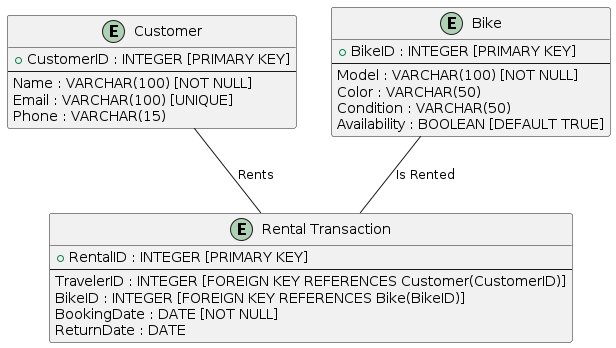 E Customer
CustomerID : INTEGER [PRIMARY KEY]
Name : VARCHAR(100) [NOT NULL]
Email : VARCHAR(100) [UNIQUE]
Phone : VARCHAR(15)
E Bike
BikeID : INTEGER [PRIMARY KEY]
Model : VARCHAR(100) [NOT NULL]
Color : VARCHAR(50)
Condition : VARCHAR(50)
Availability : BOOLEAN [DEFAULT TRUE]
Rents
Is Rented
E Rental Transaction
RentalID : INTEGER [PRIMARY KEY]
TravelerID : INTEGER [FOREIGN KEY REFERENCES Customer(CustomerID)]
BikeID : INTEGER [FOREIGN KEY REFERENCES Bike(BikeID)]
BookingDate : DATE [NOT NULL]
ReturnDate : DATE